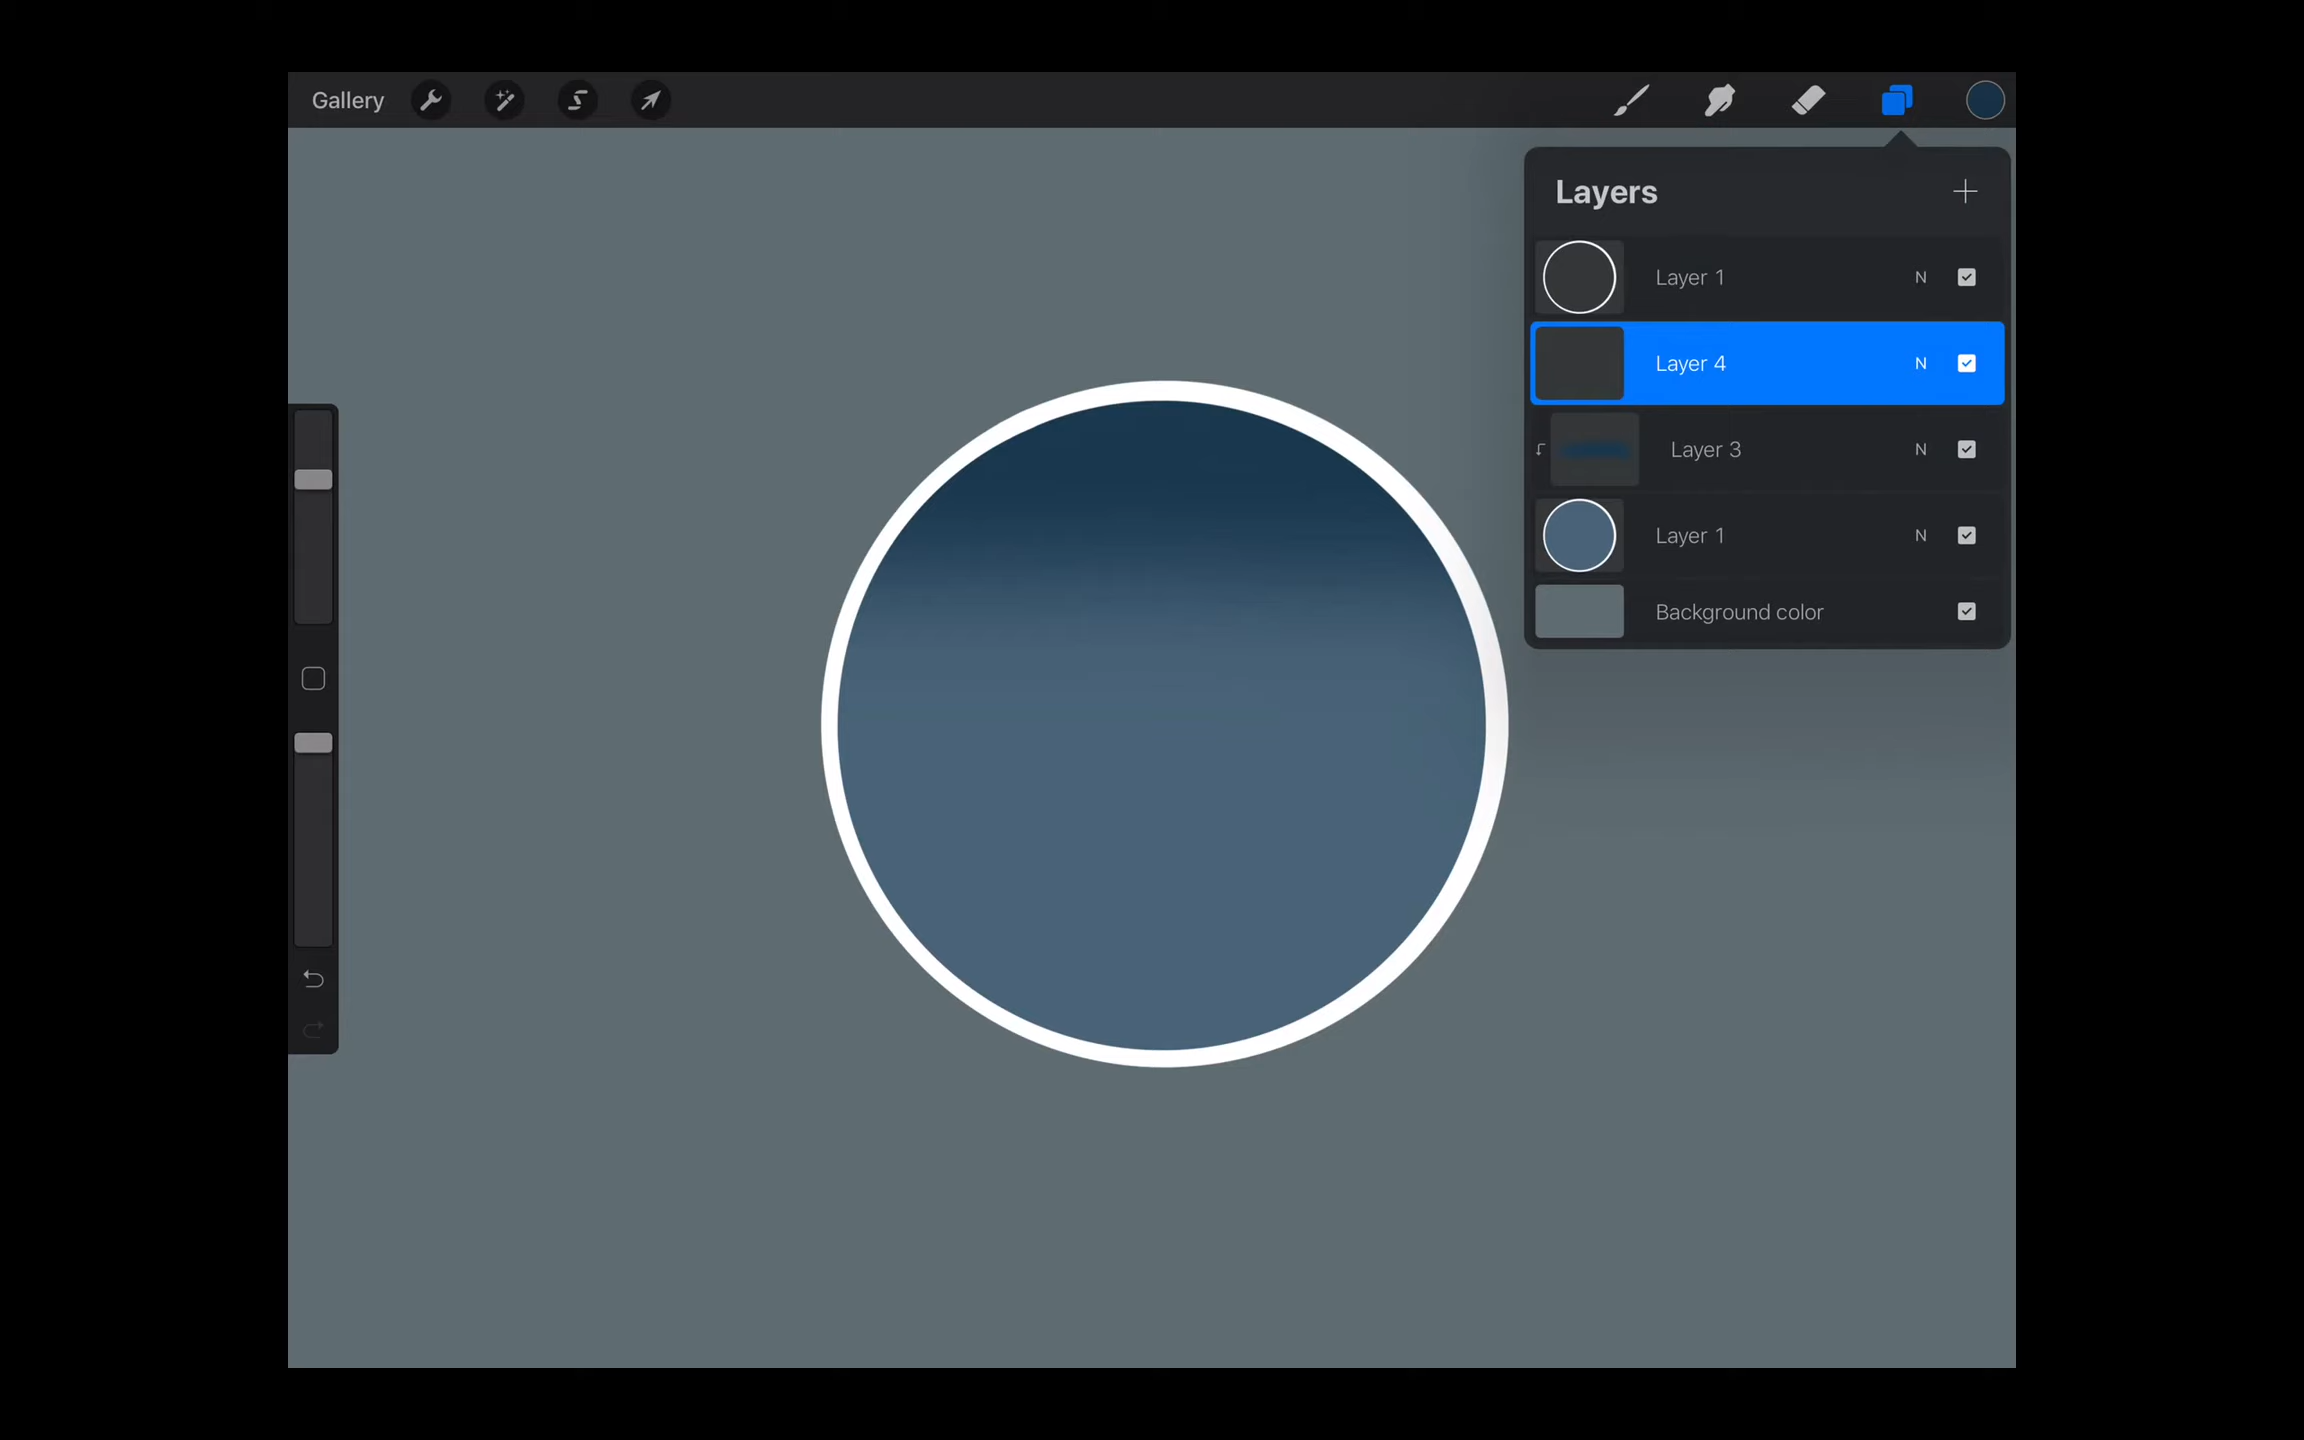 Gallery
Layers
Layer 1 N
Layer 4 N
Layer 3 N
Layer 1 N
Background color